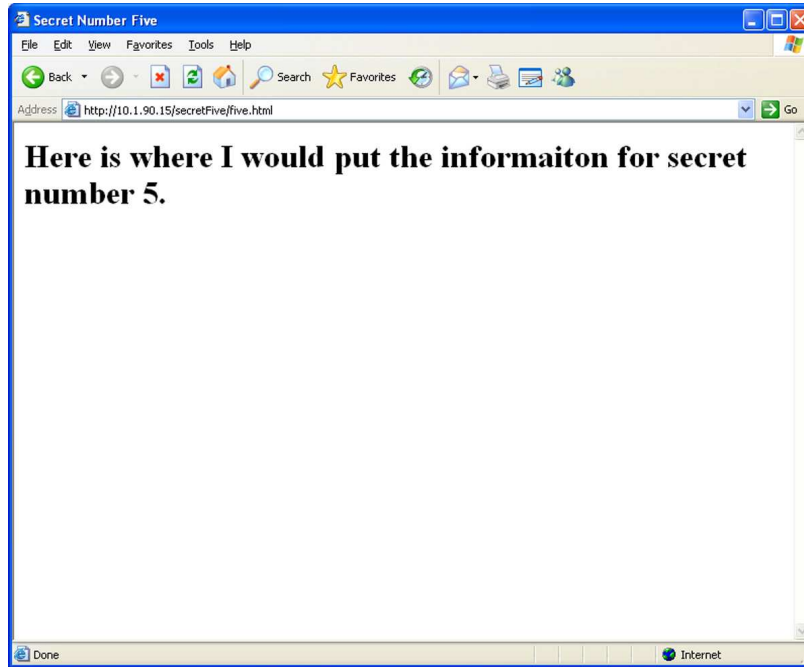 Secret Number Five
File Edit View Favorites Tools Help
Back Search Favorites
Address http://10.1.90.15/secretFive/five.html Go
Here is where I would put the informaiton for secret
number 5.
Done Internet